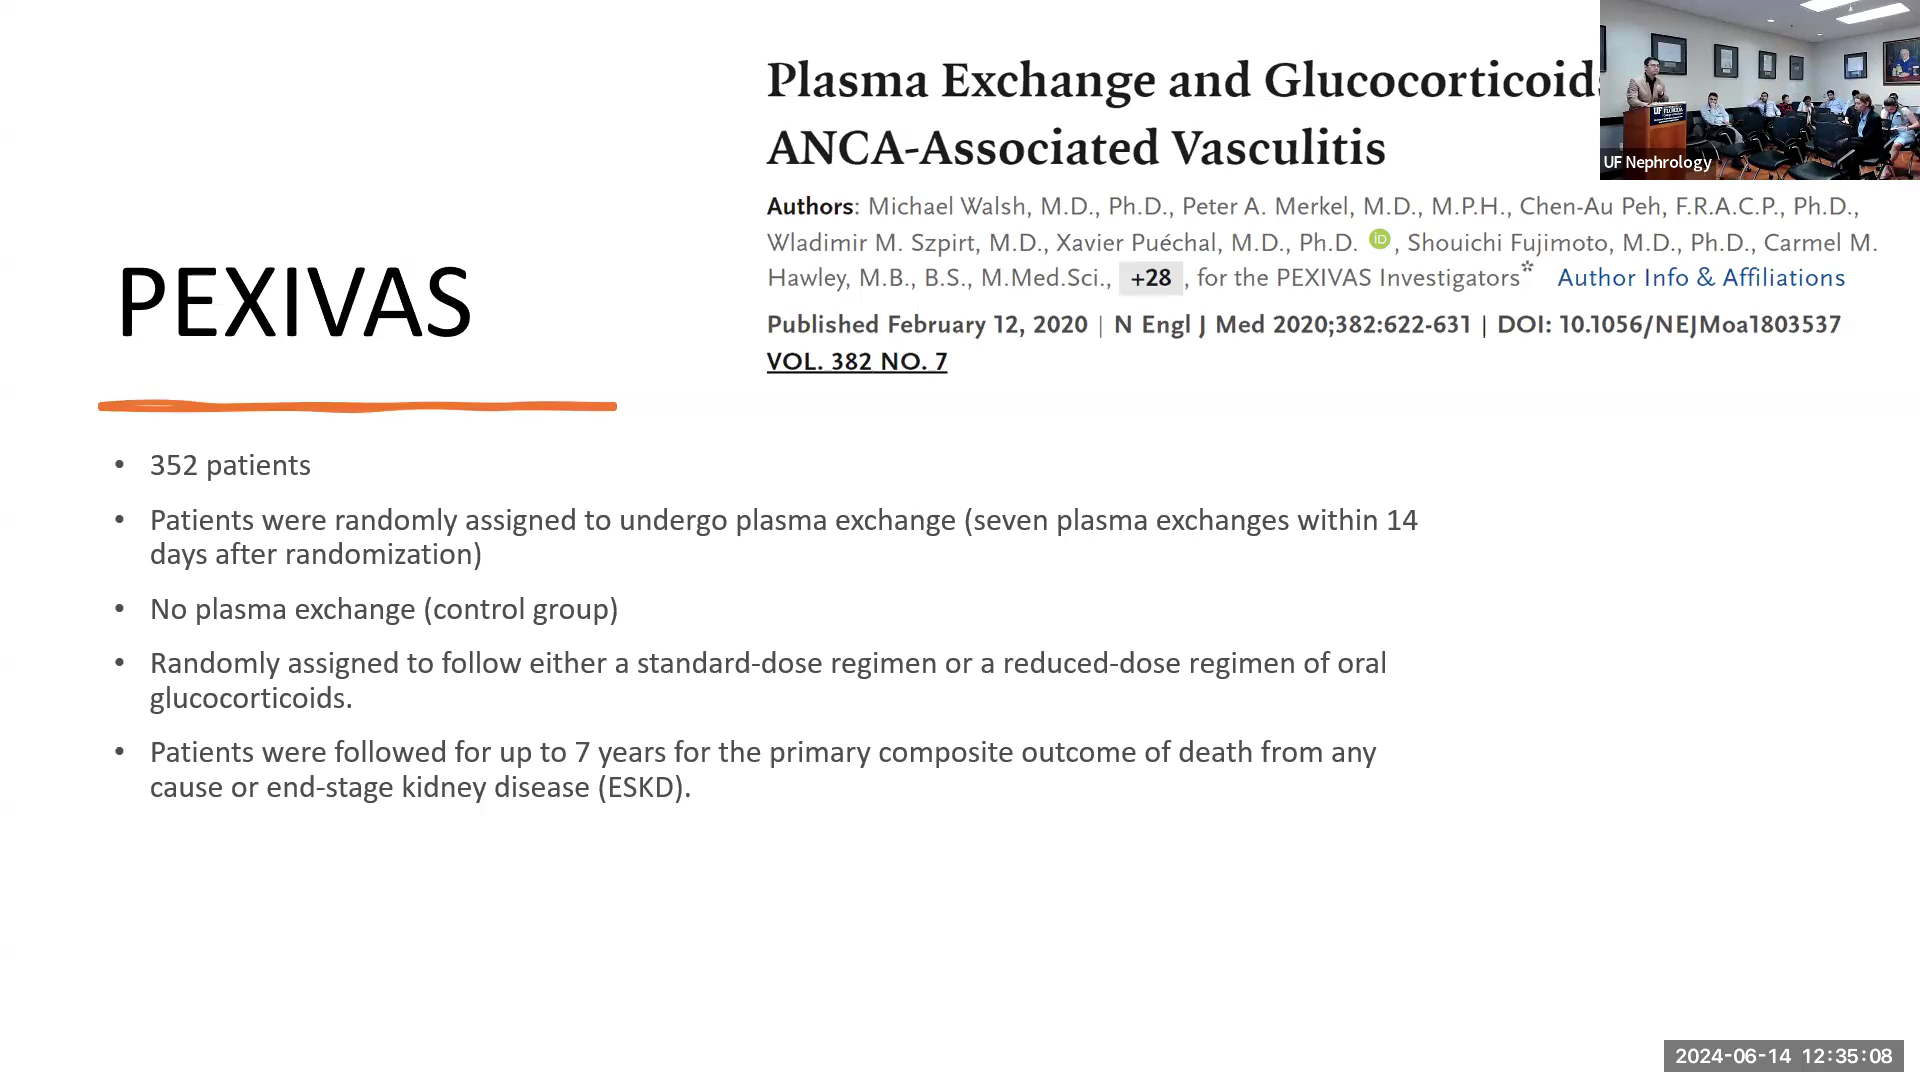 Plasma Exchange and Glucocorticoids
ANCA-Associated Vasculitis
UF Nephrology
UF
Authors: Michael Walsh, M.D., Ph.D., Peter A. Merkel, M.D., M.P.H., Chen-Au Peh, F.R.A.C.P., Ph.D.,
Wladimir M. Szpirt, M.D., Xavier Puéchal, M.D., Ph.D. iD , Shouichi Fujimoto, M.D., Ph.D., Carmel M.
Hawley, M.B., B.S., M.Med.Sci., +28 , for the PEXIVAS Investigators* Author Info & Affiliations
Published February 12, 2020 | N Engl J Med 2020;382:622-631 | DOI: 10.1056/NEJMoa1803537
VOL. 382 NO. 7
PEXIVAS
• 352 patients
• Patients were randomly assigned to undergo plasma exchange (seven plasma exchanges within 14
days after randomization)
• No plasma exchange (control group)
• Randomly assigned to follow either a standard-dose regimen or a reduced-dose regimen of oral
glucocorticoids.
• Patients were followed for up to 7 years for the primary composite outcome of death from any
cause or end-stage kidney disease (ESKD).
2024-06-14 12:35:08